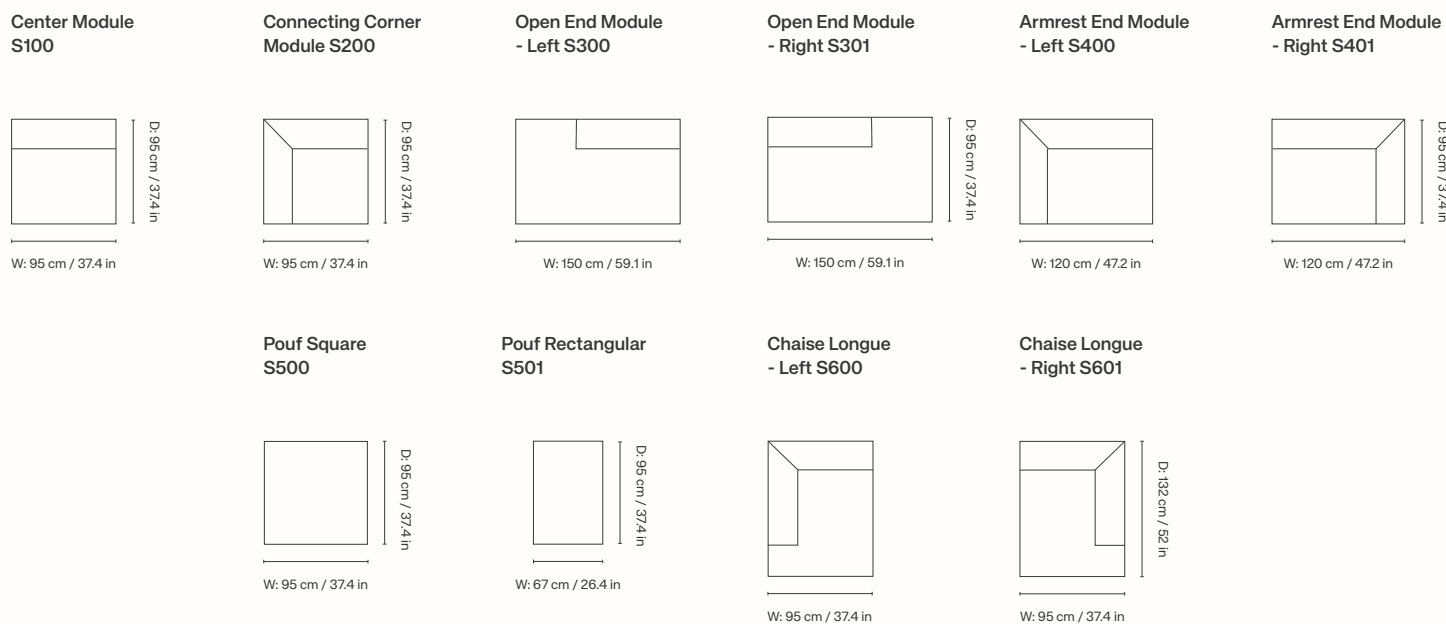 Center Module
S100
Connecting Corner
Module S200
Open End Module
- Left S300
Open End Module
- Right S301
Armrest End Module
- Left S400
Armrest End Module
- Right S401
D: 95 cm / 37.4 in
D: 95 cm / 37.4 in
D: 95 cm / 37.4 in
D: 95 cm / 37.4 in
W: 95 cm / 37.4 in
W: 95 cm / 37.4 in
W: 150 cm / 59.1 in
W: 150 cm / 59.1 in
W: 120 cm / 47.2 in
W: 120 cm / 47.2 in
Pouf Square
S500
Pouf Rectangular
S501
Chaise Longue
- Left S600
Chaise Longue
- Right S601
D: 95 cm / 37.4 in
D: 95 cm / 37.4 in
D: 132 cm / 52 in
W: 95 cm / 37.4 in
W: 67 cm / 26.4 in
W: 95 cm / 37.4 in
W: 95 cm / 37.4 in